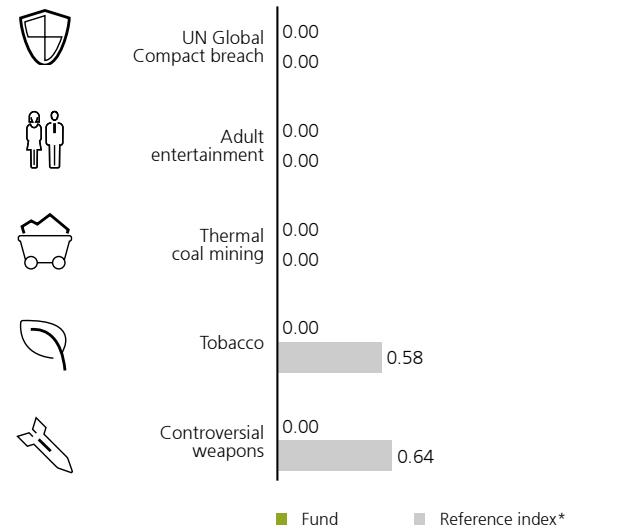 UN Global
Compact breach
0.00
0.00
Adult
entertainment
0.00
0.00
Thermal
coal mining
0.00
0.00
Tobacco
0.00
0.58
Controversial
weapons
0.00
0.64
Fund
Reference index*